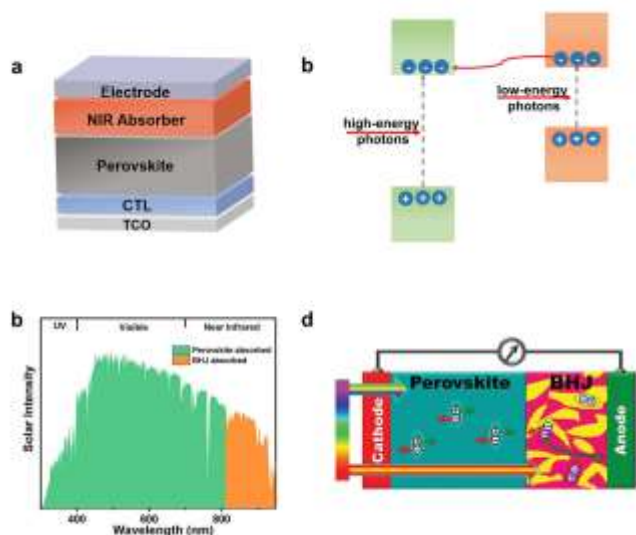 a
Electrode
NIR Absorber
Perovskite
CTL
TCO
b
high-energy
photons
low-energy
photons
b
UV
Visible
Near Infrared
Perovskite absorbed
BHJ absorbed
Solar intensity
400
600
800
Wavelength (nm)
d
Perovskite
BHJ
Cathode
Anode